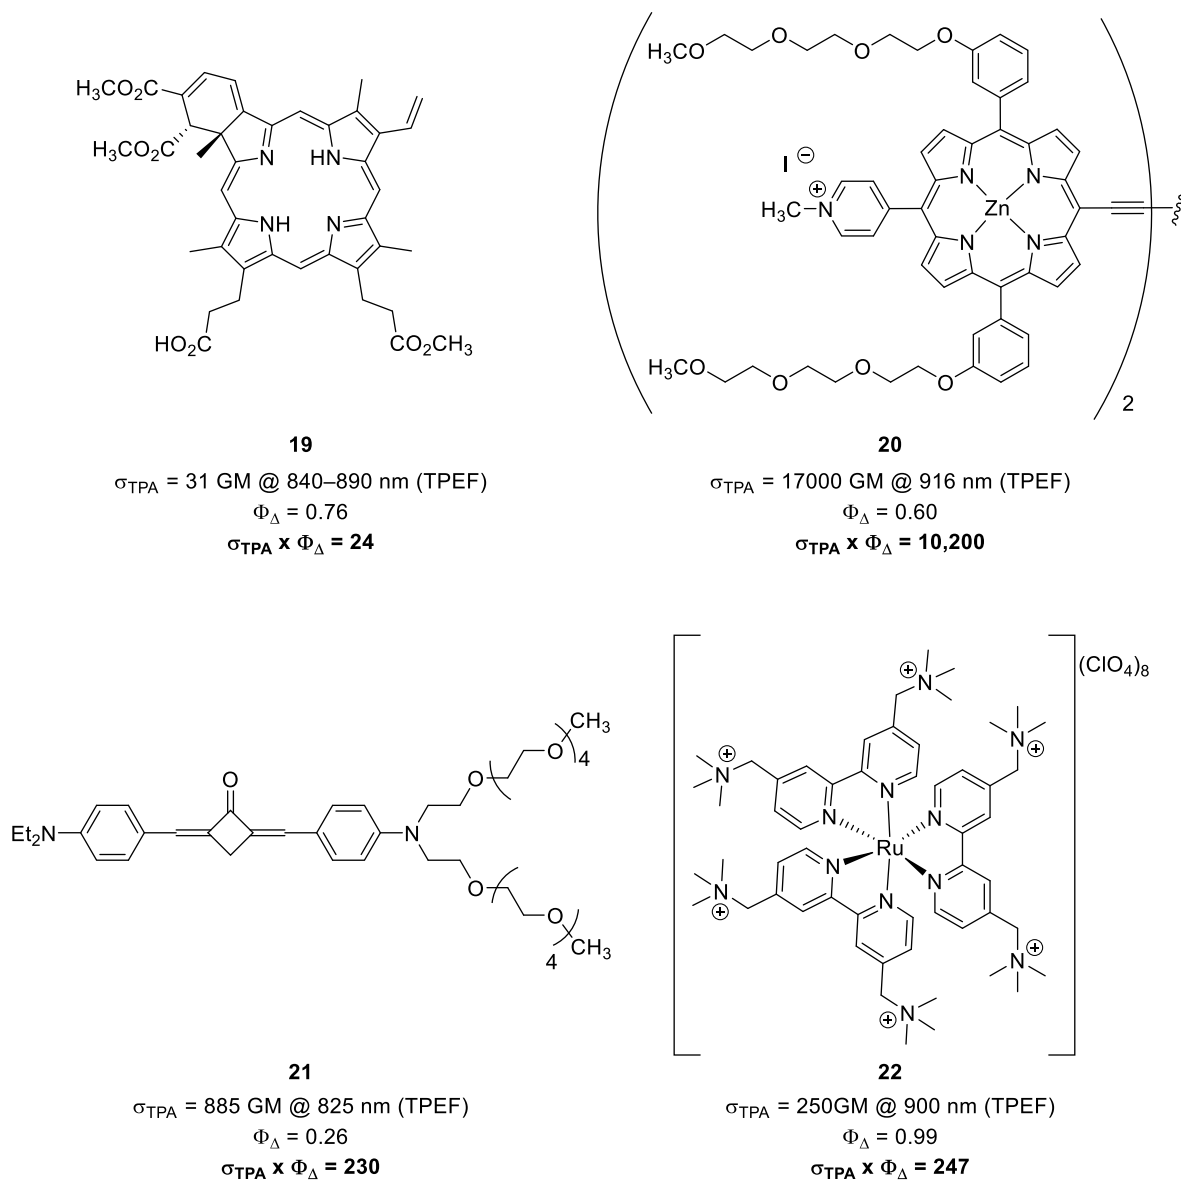 H₃CO₂C
H₃CO₂C
N
HN
NH
N
HO₂C
CO₂CH₃
19
σTPA = 31 GM @ 840–890 nm (TPEF)
ΦΔ = 0.76
σTPA x ΦΔ = 24
H₃CO
O
O
O
I ⊖
H₃C
N
⊕
N
N
N
N
Zn
H₃CO
O
O
O
2
20
σTPA = 17000 GM @ 916 nm (TPEF)
ΦΔ = 0.60
σTPA x ΦΔ = 10,200
Et₂N
O
N
O
O
CH₃
4
O
O
CH₃
4
21
σTPA = 885 GM @ 825 nm (TPEF)
ΦΔ = 0.26
σTPA x ΦΔ = 230
(ClO₄)₈
⊕
N
⊕
N
⊕
N
N
N
N
Ru
N
N
N
N
⊕
N
⊕
N
⊕
22
σTPA = 250GM @ 900 nm (TPEF)
ΦΔ = 0.99
σTPA x ΦΔ = 247